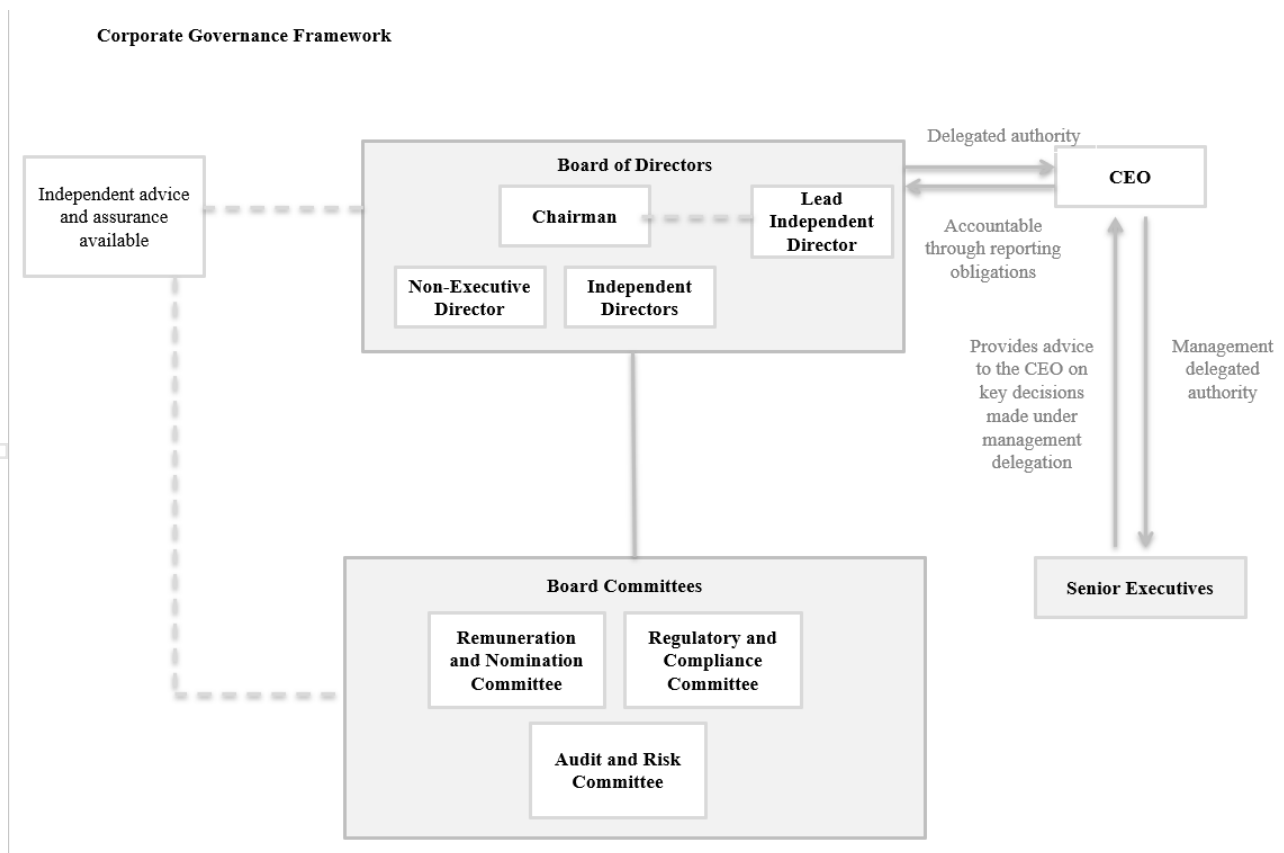 Corporate Governance Framework
Independent advice
and assurance
available
Board of Directors
Chairman
Lead
Independent
Director
Non-Executive
Director
Independent
Directors
Delegated authority
CEO
Accountable
through reporting
obligations
Provides advice
to the CEO on
key decisions
made under
management
delegation
Management
delegated
authority
Senior Executives
Board Committees
Remuneration
and Nomination
Committee
Regulatory and
Compliance
Committee
Audit and Risk
Committee